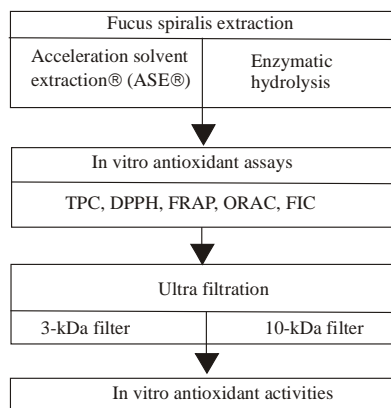 Fucus spiralis extraction
Acceleration solvent
extraction® (ASE®)
Enzymatic
hydrolysis
In vitro antioxidant assays
TPC, DPPH, FRAP, ORAC, FIC
Ultra filtration
3-kDa filter
10-kDa filter
In vitro antioxidant activities